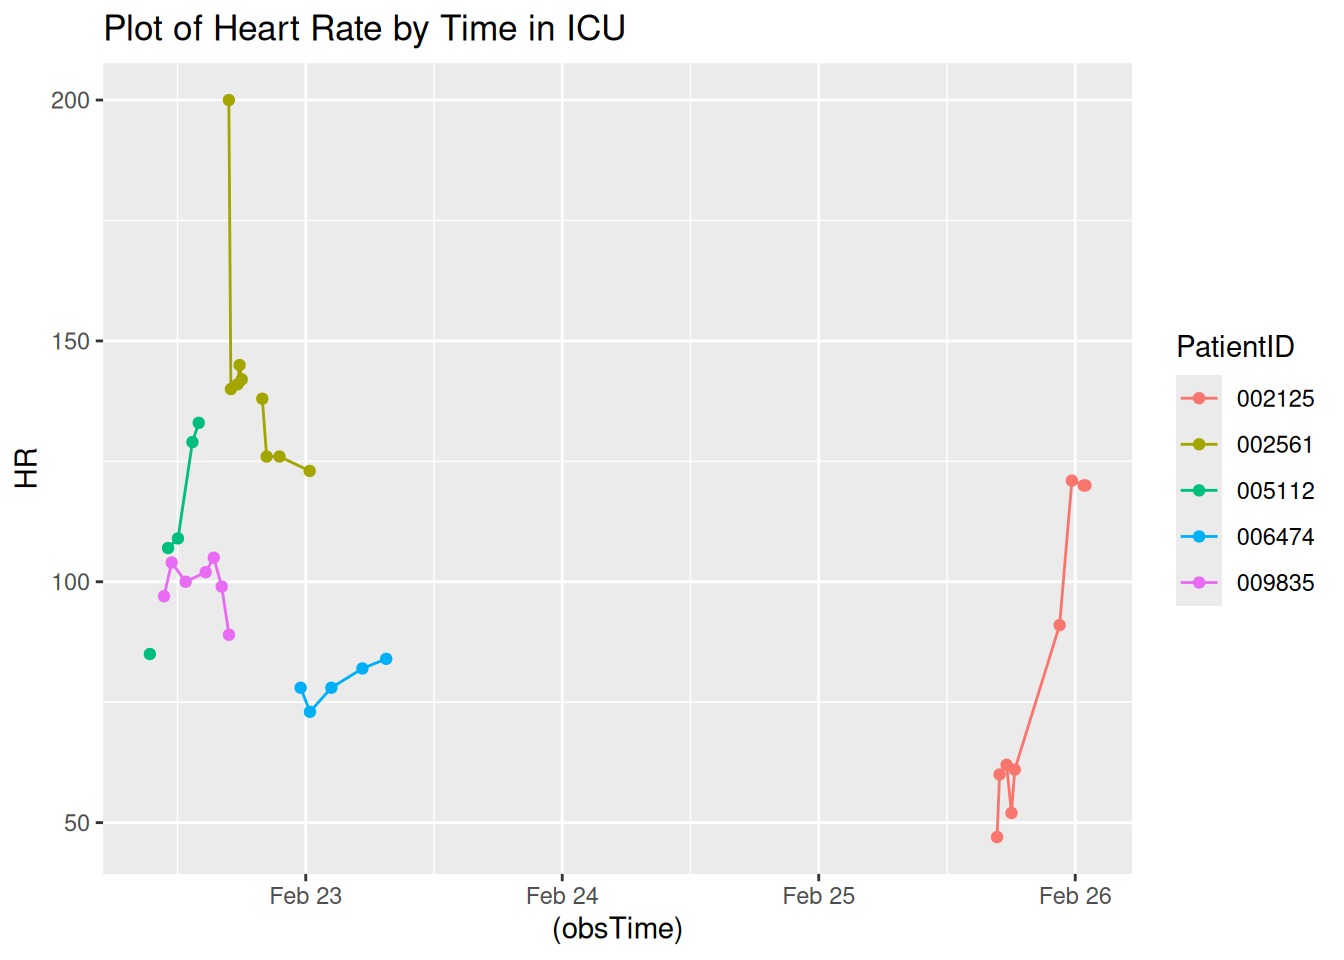 Plot of Heart Rate by Time in ICU
200
150
100
50
HR
Feb 23
Feb 24
Feb 25
Feb 26
(obsTime)
PatientID
002125
002561
005112
006474
009835